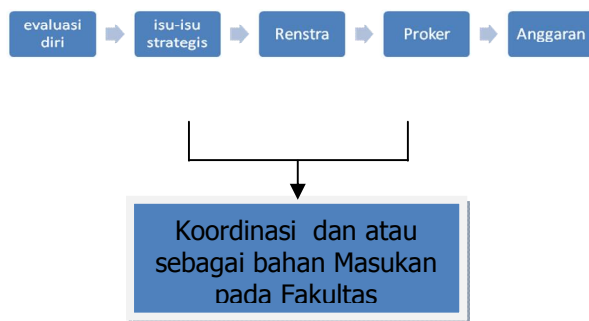 evaluasi
diri
isu-isu
strategis
Renstra
Proker
Anggaran
Koordinasi dan atau
sebagai bahan Masukan
pada Fakultas